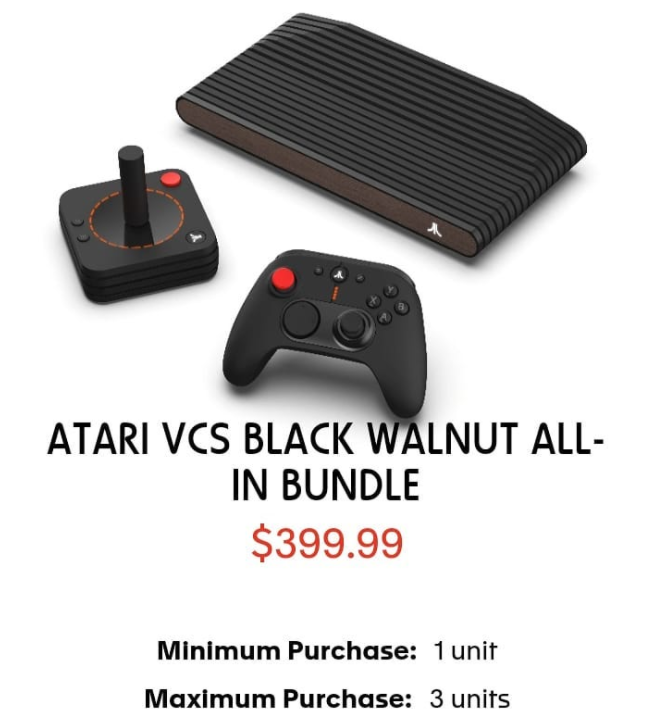 ATARI VCS BLACK WALNUT ALL-
IN BUNDLE
$399.99
Minimum Purchase: 1 unit
Maximum Purchase: 3 units